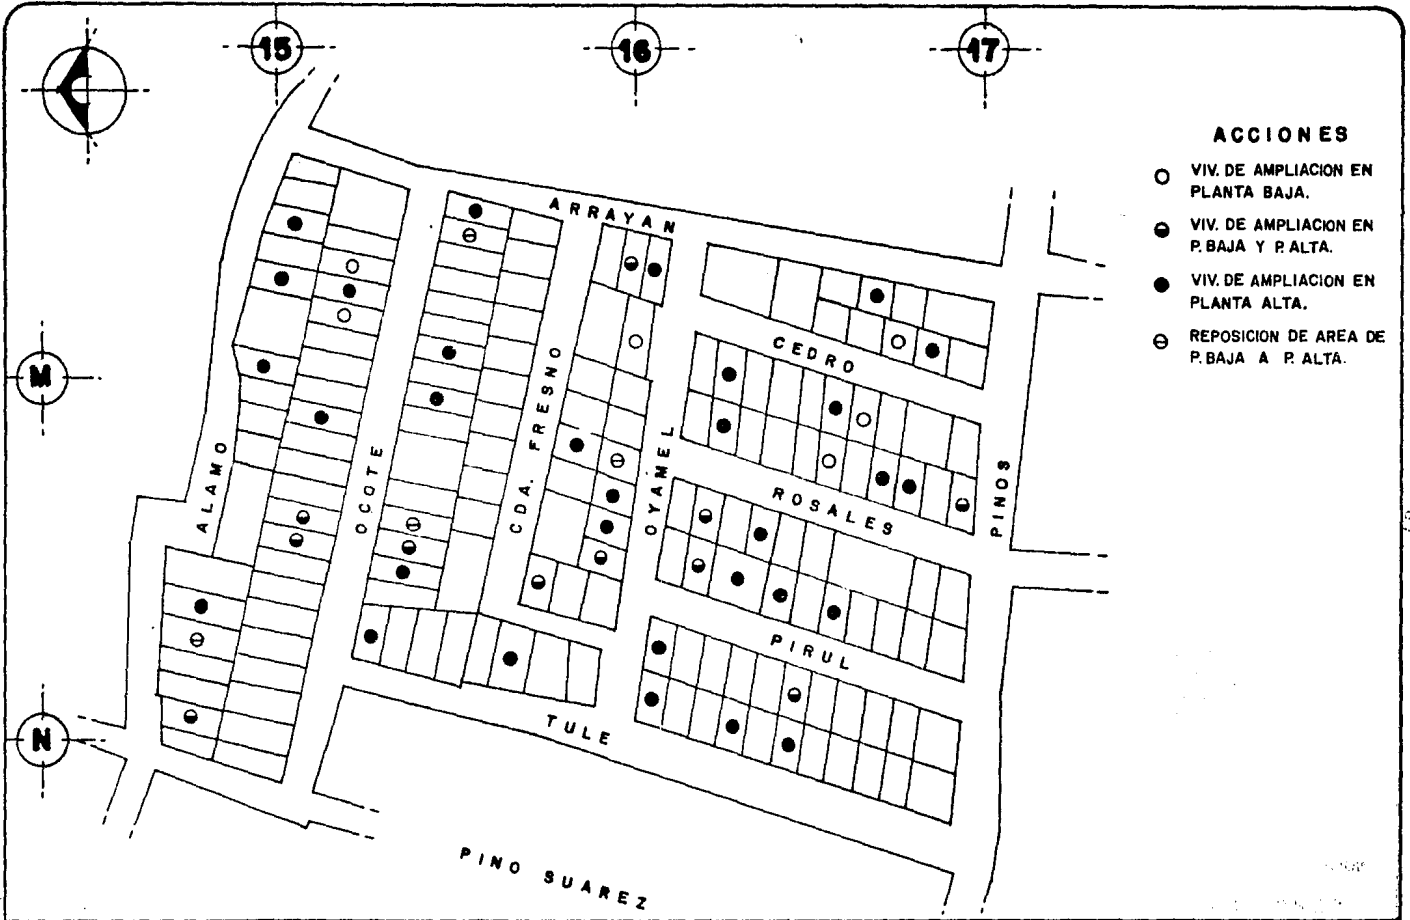 15
16
17
ACCIONES
VIV. DE AMPLIACION EN
PLANTA BAJA.
VIV. DE AMPLIACION EN
P. BAJA Y P. ALTA.
VIV. DE AMPLIACION EN
PLANTA ALTA.
REPOSICION DE AREA DE
P. BAJA A P. ALTA.
ARRAYAN
CEDRO
M
CDA. FRESNO
ALAMO
OCOTE
OYAMEL
ROSALES
PINOS
PIRUL
N
TULE
PINO SUAREZ